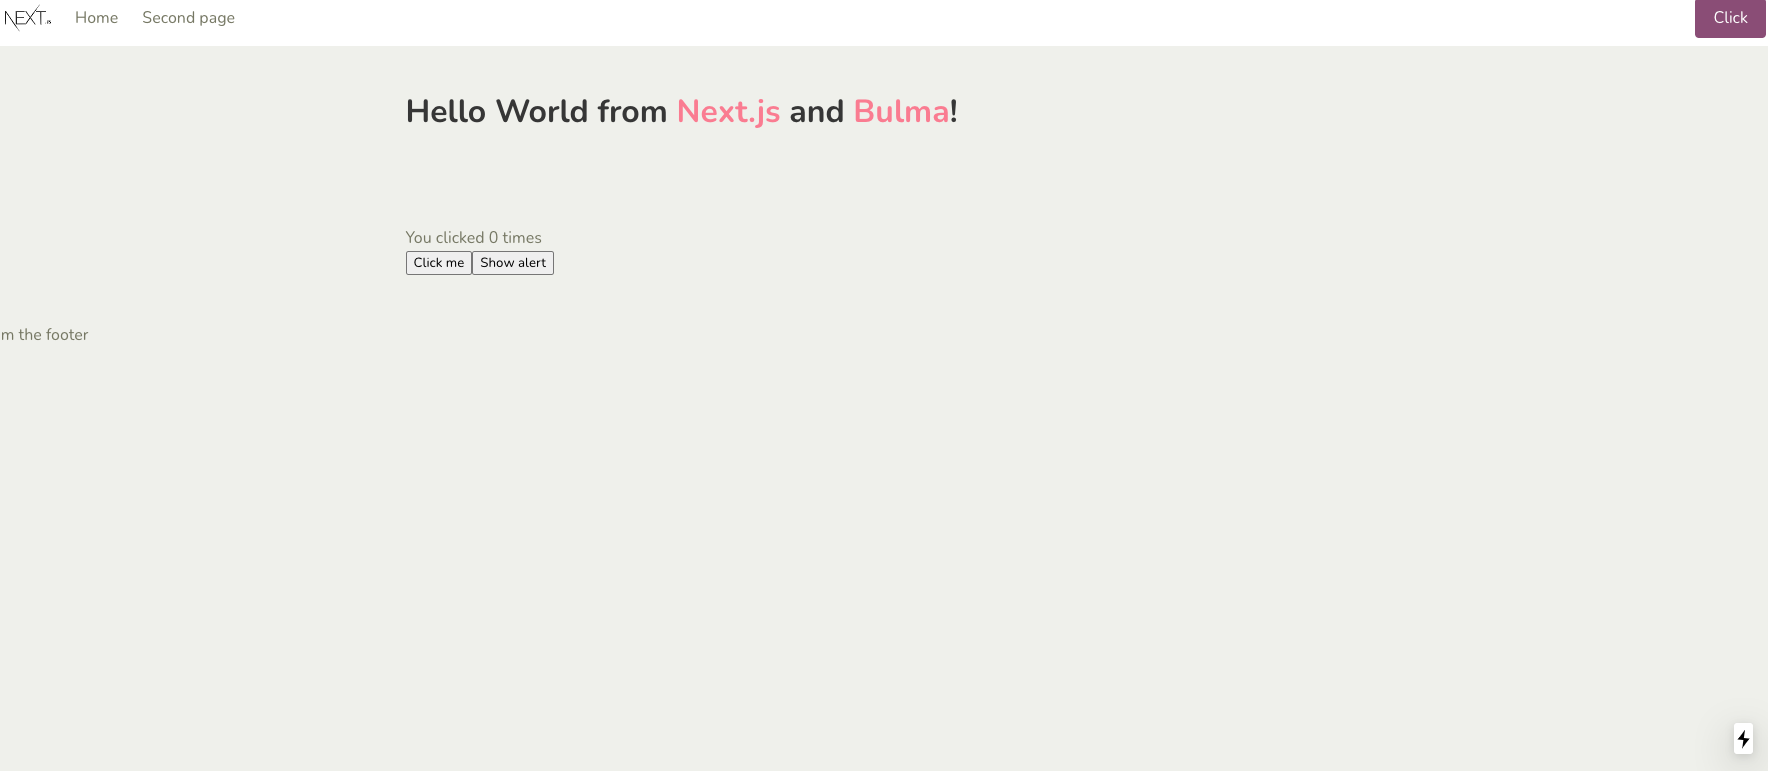 NEXT.JS Home Second page Click
Hello World from Next.js and Bulma!
You clicked 0 times
Click me Show alert
m the footer